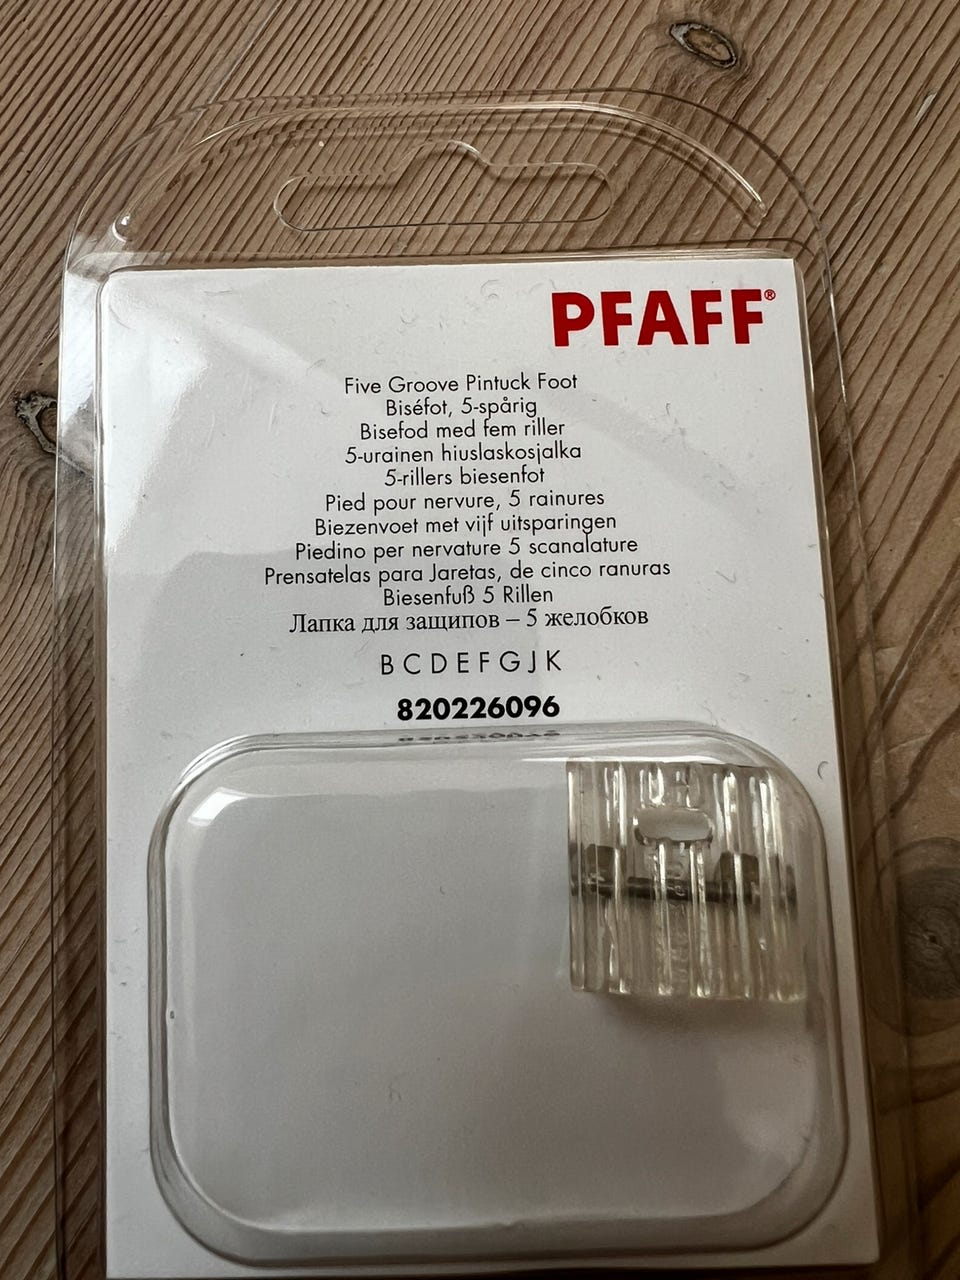 PFAFF®
Five Groove Pintuck Foot
Biséfot, 5-spårig
Bisefod med fem riller
5-urainen hiuslaskosjalka
5-rillers biesenfot
Pied pour nervure, 5 rainures
Biezenvoet met vijf uitsparingen
Piedino per nervature 5 scanalature
Prensatelas para Jaretas, de cinco ranuras
Biesenfuß 5 Rillen
Лапка для защипов – 5 желобков
B C D E F G J K
820226096